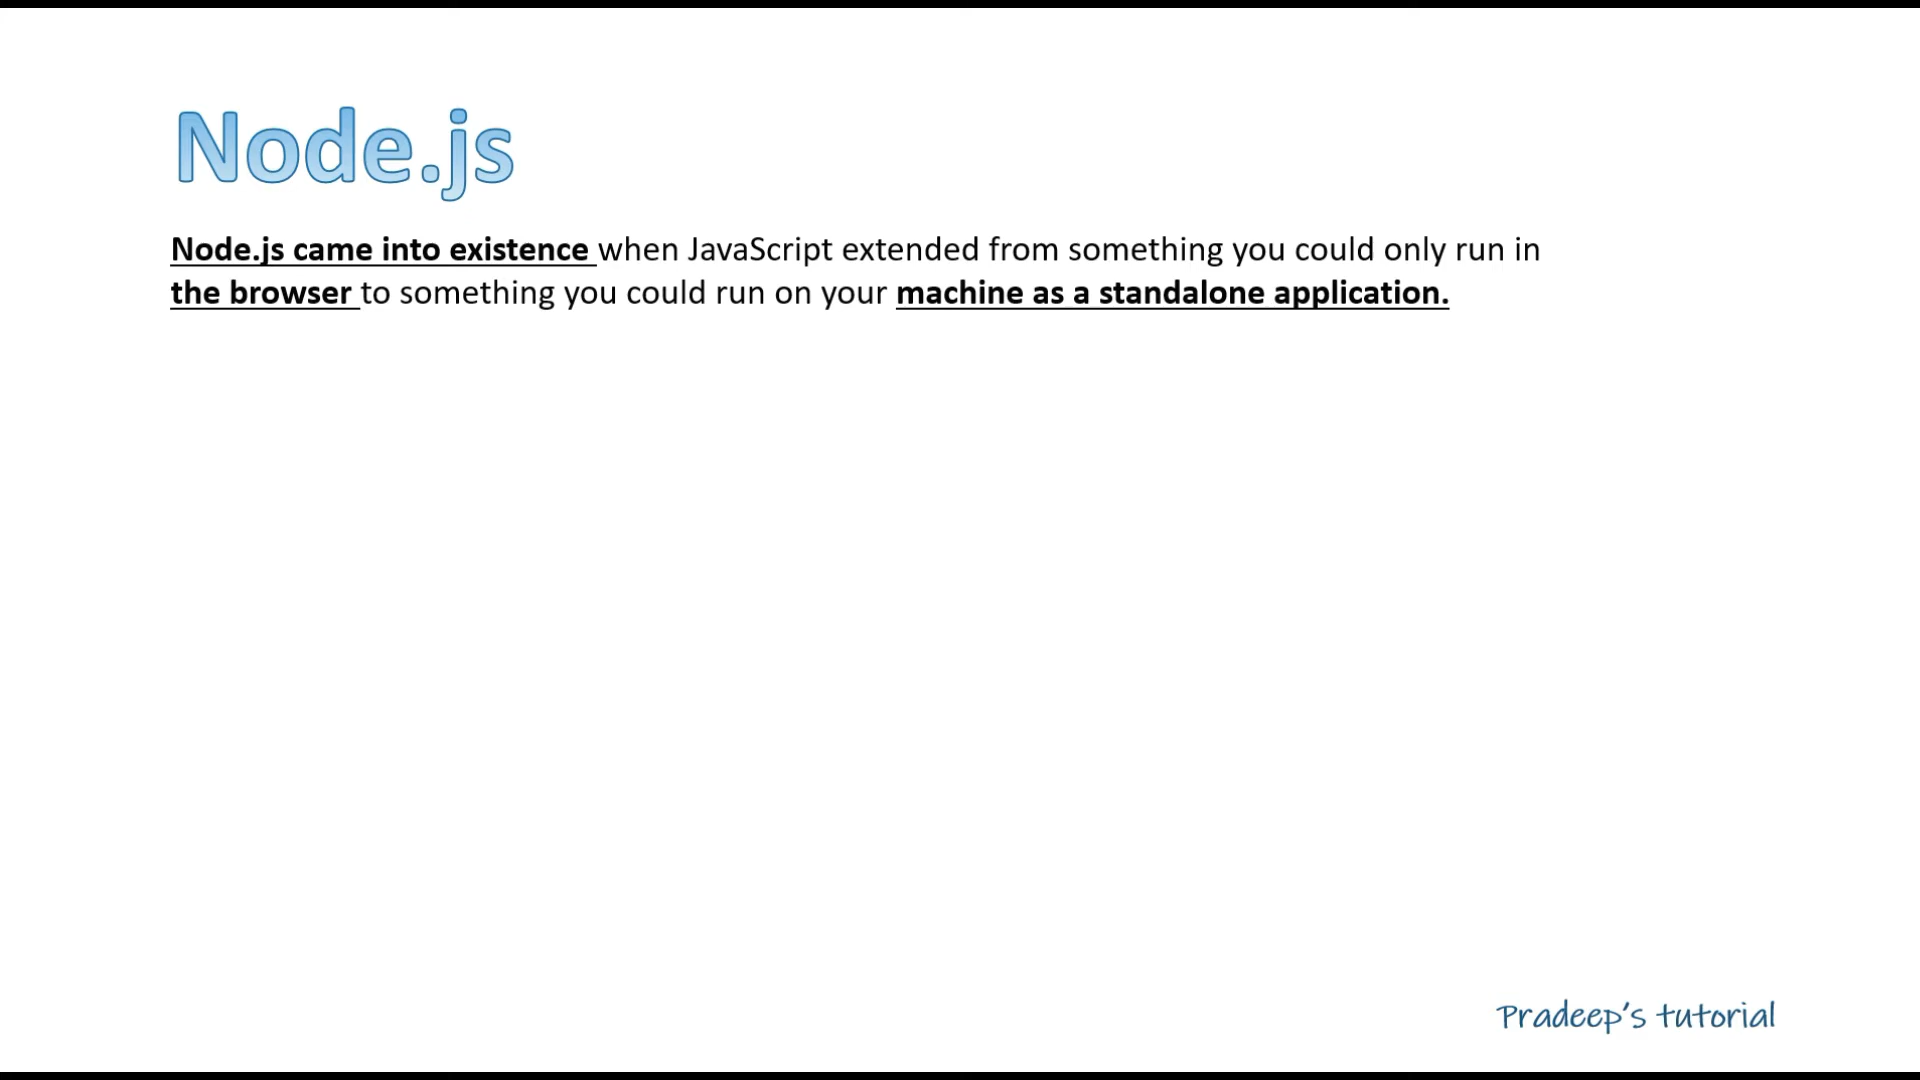 Node.js
Node.js came into existence when JavaScript extended from something you could only run in
the browser to something you could run on your machine as a standalone application.
Pradeep's tutorial